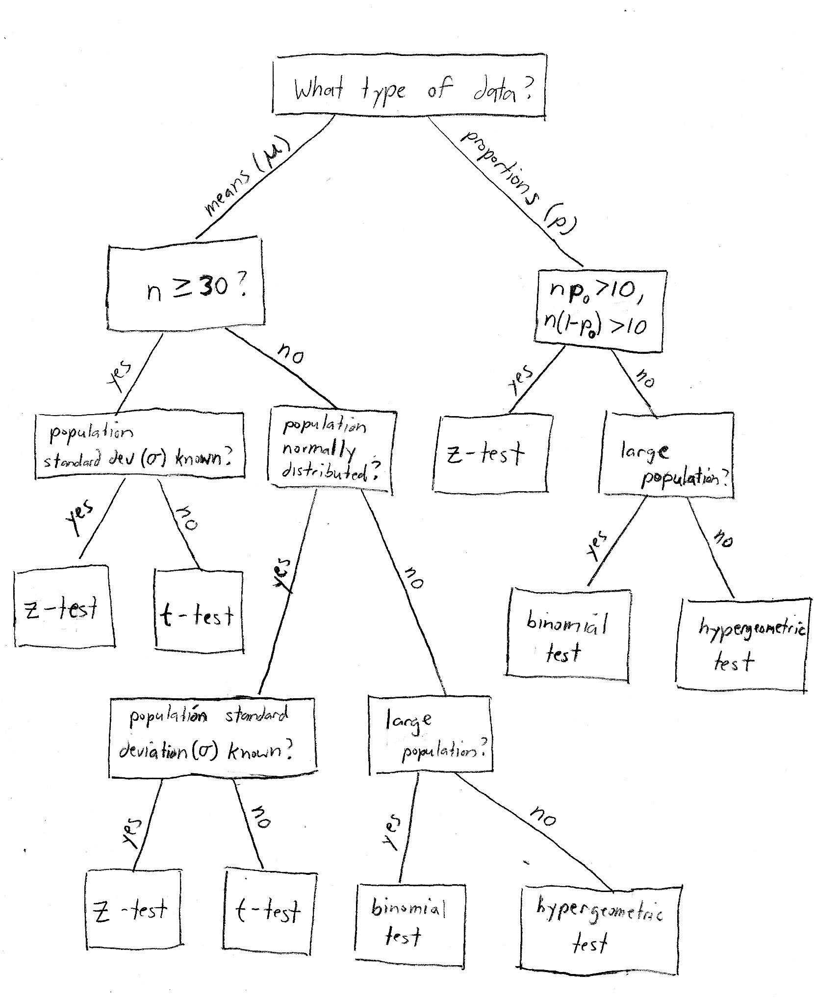 What type of data?
means (μ)
proportions (p)
n ≥ 30?
np₀ >10,
n(1-p₀) >10
yes
no
yes
no
population
standard dev (σ) known?
population
normally
distributed?
z-test
large
population?
yes
no
yes
no
yes
no
z-test
t-test
binomial
test
hypergeometric
test
population standard
deviation (σ) known?
large
population?
yes
no
yes
no
z-test
t-test
binomial
test
hypergeometric
test